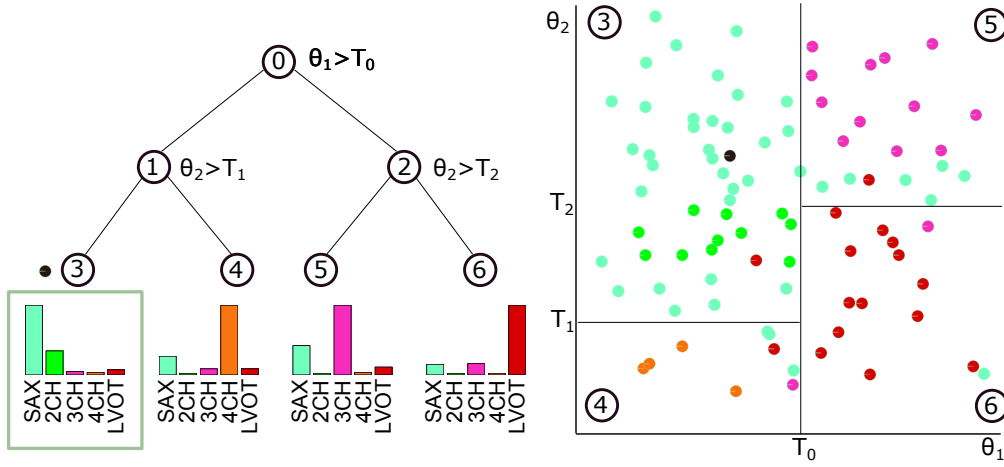 0
θ₁>T₀
1
θ₂>T₁
2
θ₂>T₂
3
4
5
6
SAX
2CH
3CH
4CH
LVOT
SAX
2CH
3CH
4CH
LVOT
SAX
2CH
3CH
4CH
LVOT
SAX
2CH
3CH
4CH
LVOT
θ₂
3
5
T₂
T₁
4
6
T₀
θ₁